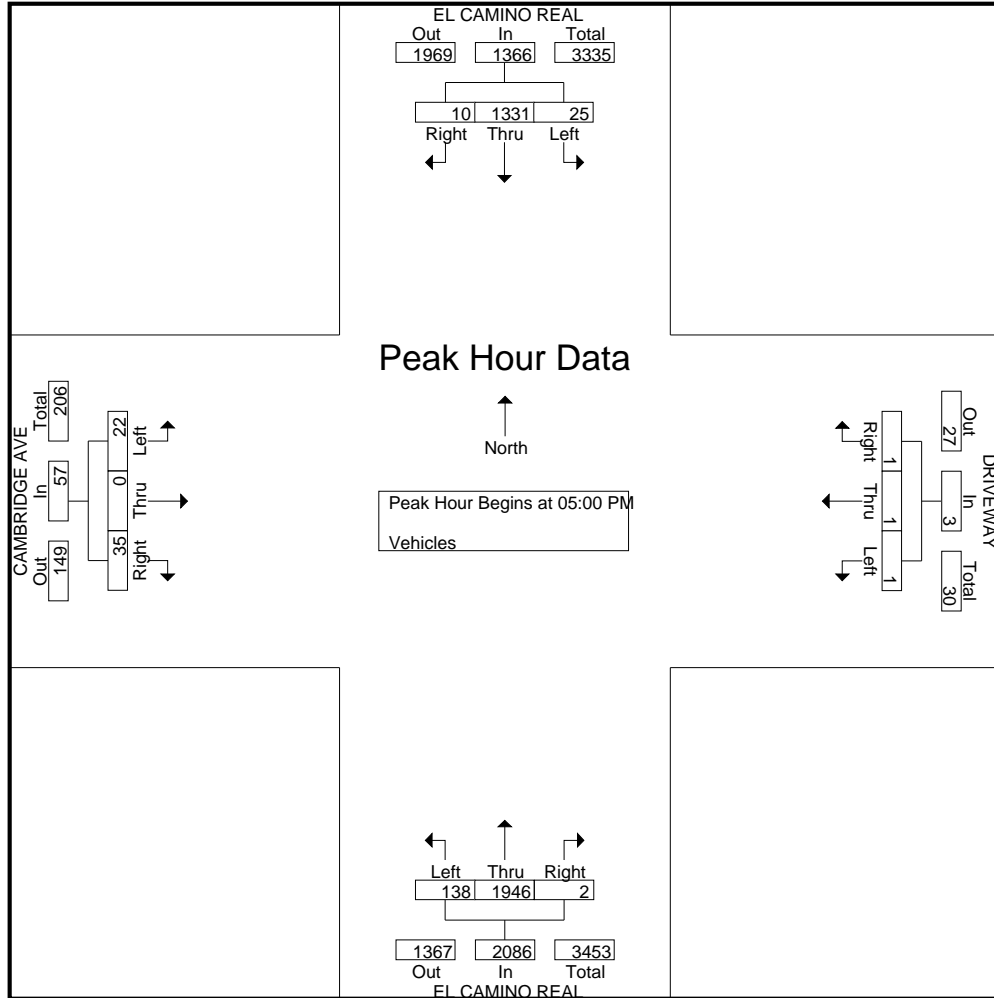 EL CAMINO REAL
Out In Total
1969 1366 3335
10 1331 25
Right Thru Left
Peak Hour Data
North
Peak Hour Begins at 05:00 PM
Vehicles
CAMBRIDGE AVE
Out In Total
149 57 206
35 0 22
Right Thru Left
DRIVEWAY
Out In Total
27 3 30
1 1 1
Right Thru Left
Left Thru Right
138 1946 2
1367 2086 3453
Out In Total
EL CAMINO REAL